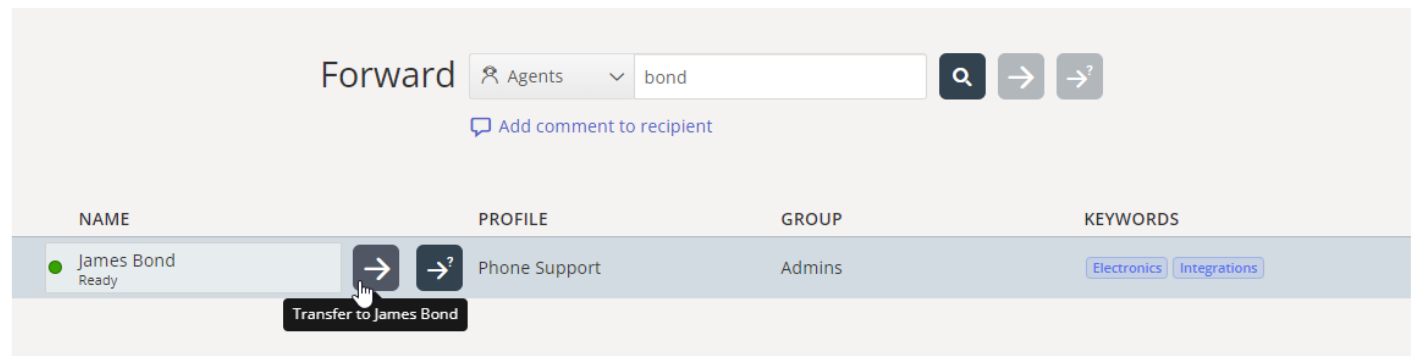 Forward Agents bond
Add comment to recipient
NAME PROFILE GROUP KEYWORDS
James Bond
Ready
? Phone Support Admins Electronics Integrations
Transfer to James Bond